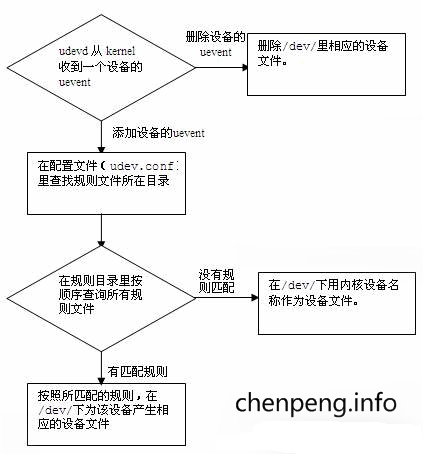 udevd 从 kernel
收到一个设备的
uevent
删除设备的
uevent
删除/dev/里相应的设备
文件。
添加设备的uevent
在配置文件( udev.conf)
里查找规则文件所在目录
在规则目录里按
顺序查询所有规
则文件
没有规
则匹配
在/dev/下用内核设备名
称作为设备文件。
有匹配规则
按照所匹配的规则,在
/dev/下为该设备产生相
应的设备文件
chenpeng.info